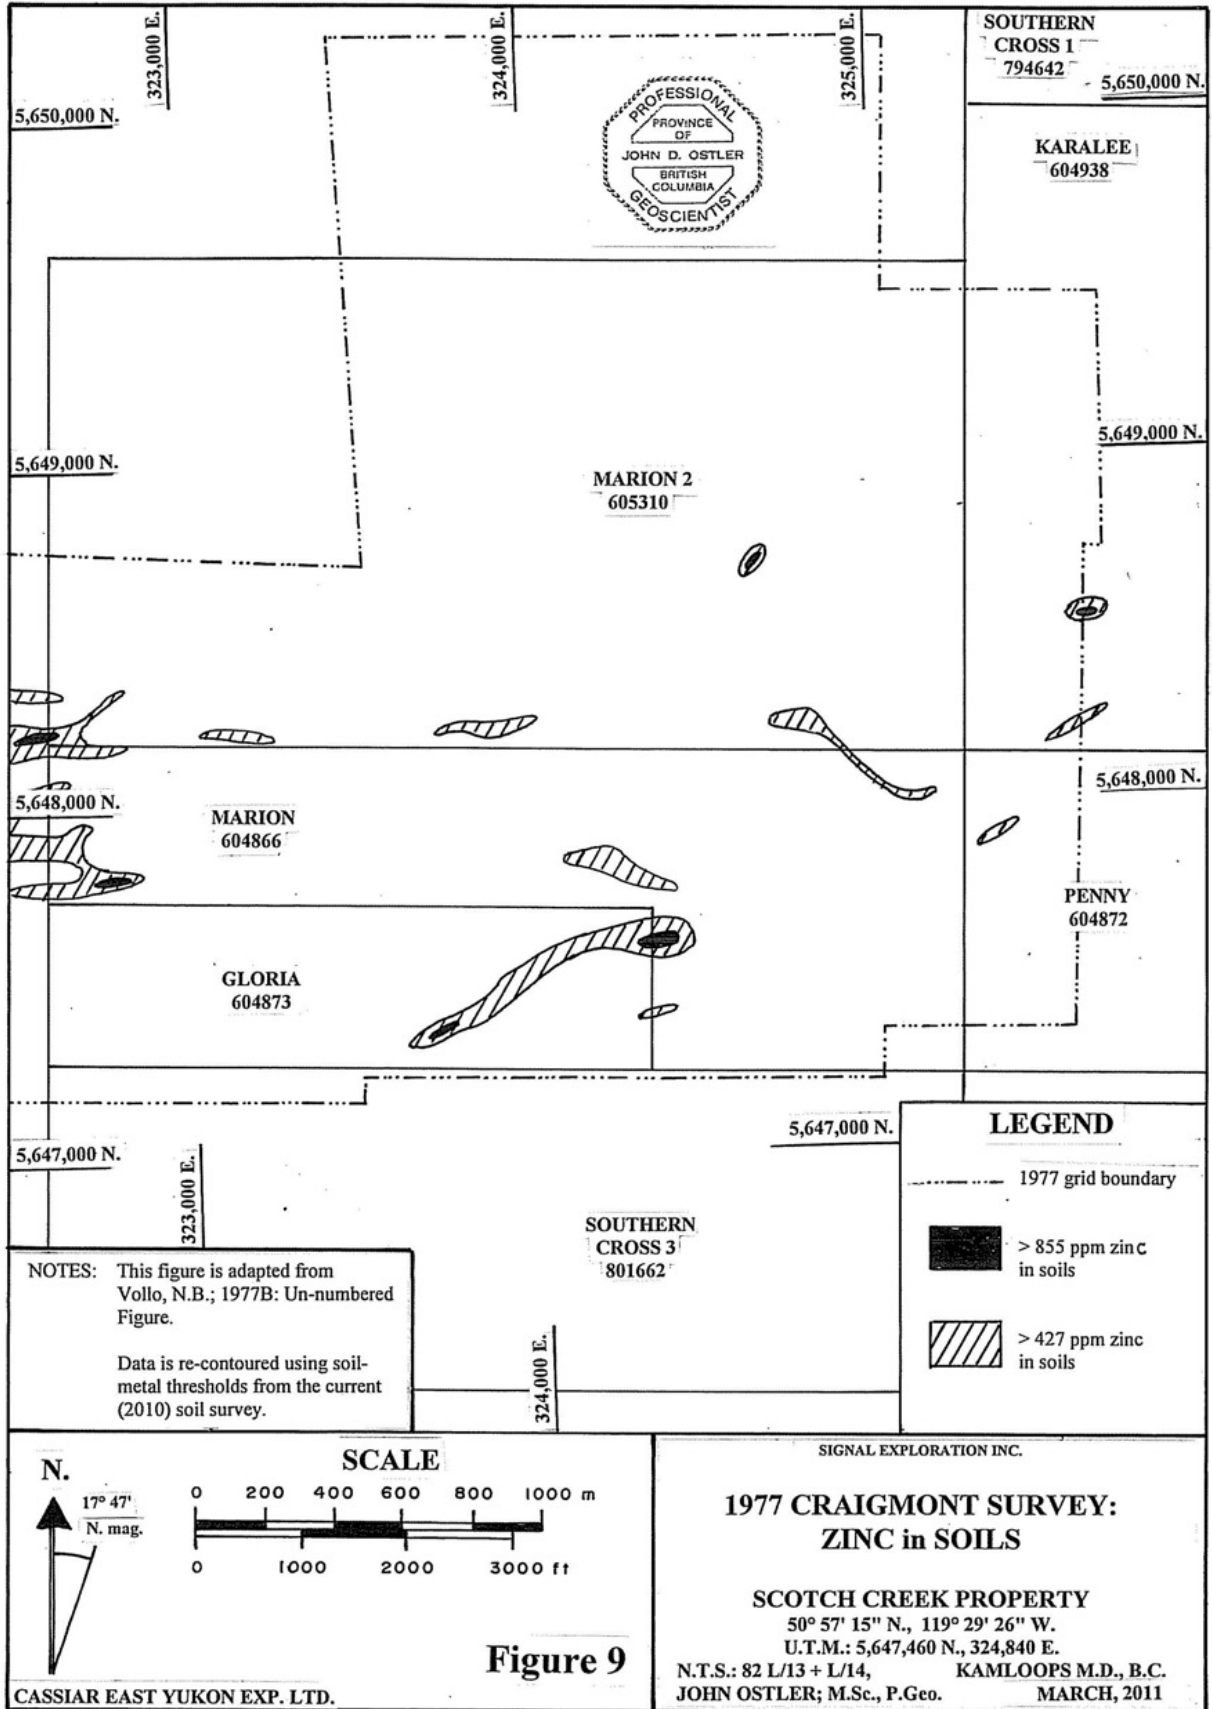 323,000 E.
324,000 E.
325,000 E.
SOUTHERN
CROSS 1
794642
5,650,000 N.
5,650,000 N.
PROFESSIONAL
PROVINCE
OF
JOHN D. OSTLER
BRITISH
COLUMBIA
GEOSCIENTIST
KARALEE
604938
5,649,000 N.
5,649,000 N.
MARION 2
605310
5,648,000 N.
5,648,000 N.
MARION
604866
PENNY
604872
GLORIA
604873
5,647,000 N.
5,647,000 N.
323,000 E.
SOUTHERN
CROSS 3
801662
324,000 E.
LEGEND
1977 grid boundary
> 855 ppm zinc
in soils
> 427 ppm zinc
in soils
NOTES: This figure is adapted from
Vollo, N.B.; 1977B: Un-numbered
Figure.
Data is re-contoured using soil-
metal thresholds from the current
(2010) soil survey.
N.
17° 47'
N. mag.
SCALE
0 200 400 600 800 1000 m
0 1000 2000 3000 ft
Figure 9
CASSIAR EAST YUKON EXP. LTD.
SIGNAL EXPLORATION INC.
1977 CRAIGMONT SURVEY:
ZINC in SOILS
SCOTCH CREEK PROPERTY
50° 57' 15" N., 119° 29' 26" W.
U.T.M.: 5,647,460 N., 324,840 E.
N.T.S.: 82 L/13 + L/14, KAMLOOPS M.D., B.C.
JOHN OSTLER; M.Sc., P.Geo. MARCH, 2011